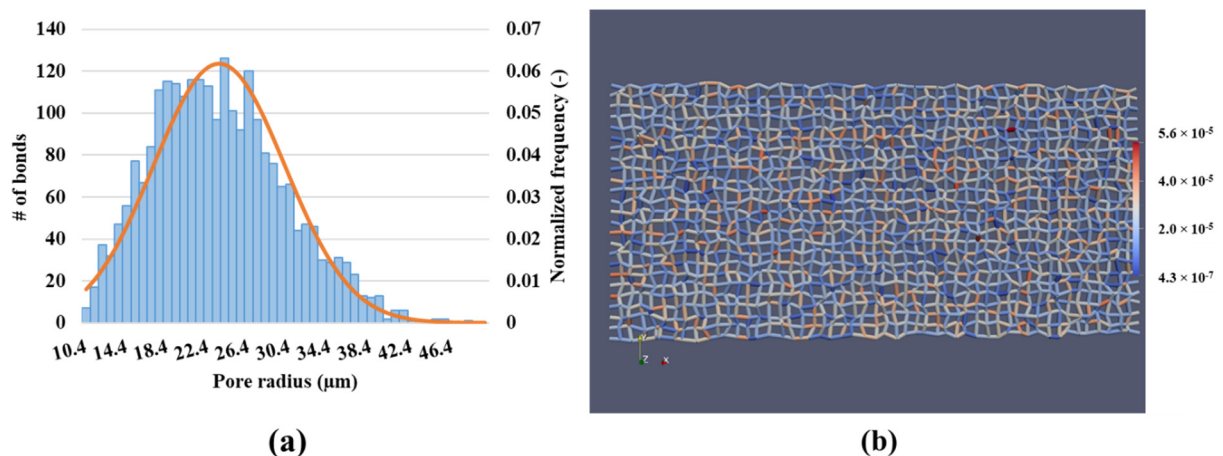 140
120
100
80
60
40
20
0
# of bonds
0.07
0.06
0.05
0.04
0.03
0.02
0.01
0
Normalized frequency (-)
10.4 14.4 18.4 22.4 26.4 30.4 34.4 38.4 42.4 46.4
Pore radius (µm)
(a)
5.6 × 10⁻⁵
4.0 × 10⁻⁵
2.0 × 10⁻⁵
4.3 × 10⁻⁷
Y
Z X
(b)